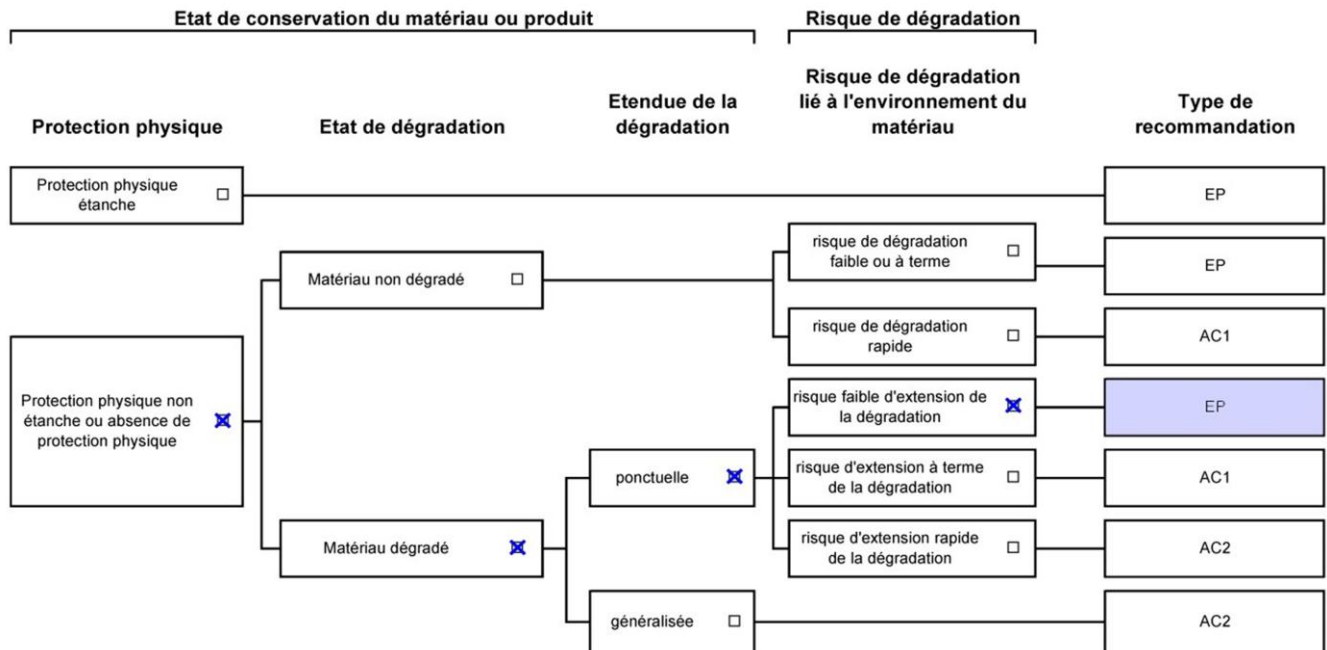 Etat de conservation du matériau ou produit
Risque de dégradation
Protection physique
Etat de dégradation
Etendue de la
dégradation
Risque de dégradation
lié à l'environnement du
matériau
Type de
recommandation
Protection physique
étanche
EP
Matériau non dégradé
risque de dégradation
faible ou à terme
EP
risque de dégradation
rapide
AC1
Protection physique non
étanche ou absence de
protection physique
risque faible d'extension de
la dégradation
EP
ponctuelle
risque d'extension à terme
de la dégradation
AC1
Matériau dégradé
risque d'extension rapide
de la dégradation
AC2
généralisée
AC2